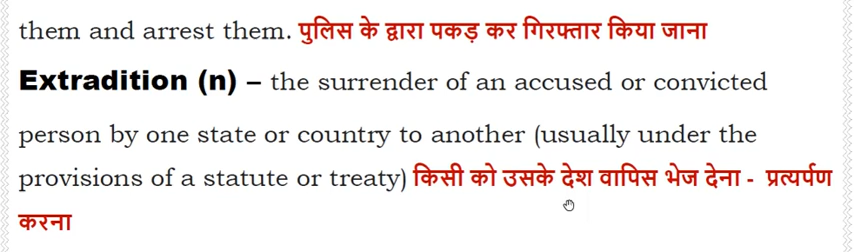 them and arrest them. पुलिस के द्वारा पकड़ कर गिरफ्तार किया जाना
Extradition (n) – the surrender of an accused or convicted
person by one state or country to another (usually under the
provisions of a statute or treaty) किसी को उसके देश वापिस भेज देना - प्रत्यर्पण
करना